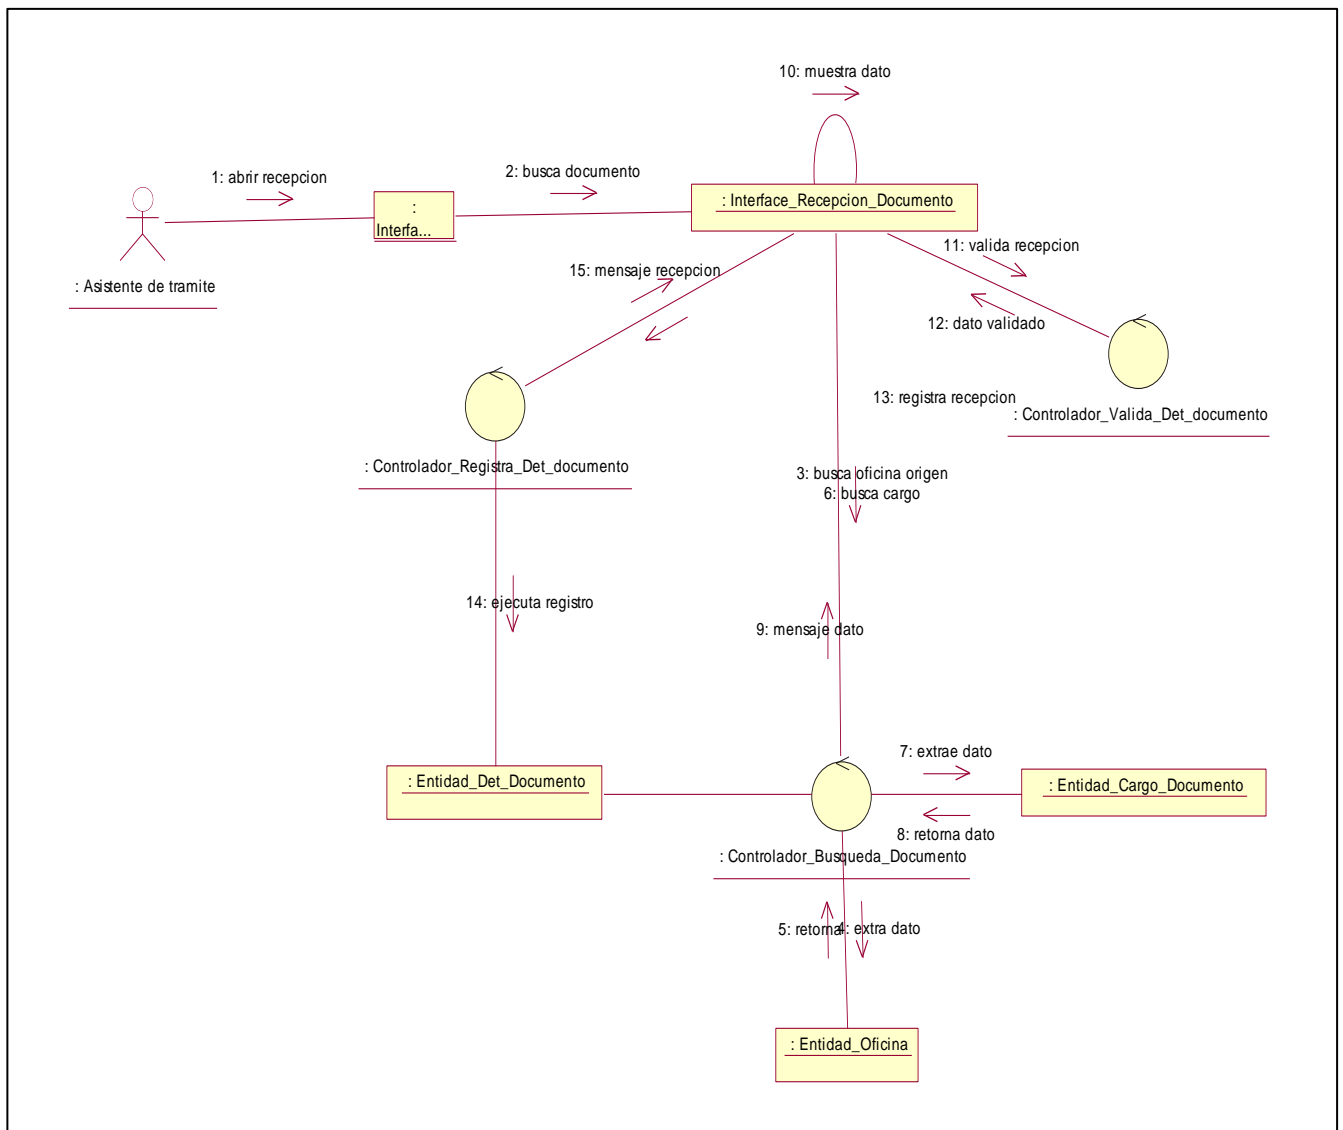 10: muestra dato
1: abrir recepcion
2: busca documento
:
Interfa...
: Interface_Recepcion_Documento
11: valida recepcion
15: mensaje recepcion
: Asistente de tramite
12: dato validado
13: registra recepcion
: Controlador_Valida_Det_documento
: Controlador_Registra_Det_documento
3: busca oficina origen
6: busca cargo
14: ejecuta registro
9: mensaje dato
7: extrae dato
: Entidad_Det_Documento
: Entidad_Cargo_Documento
8: retorna dato
: Controlador_Busqueda_Documento
5: retorna
4: extra dato
: Entidad_Oficina